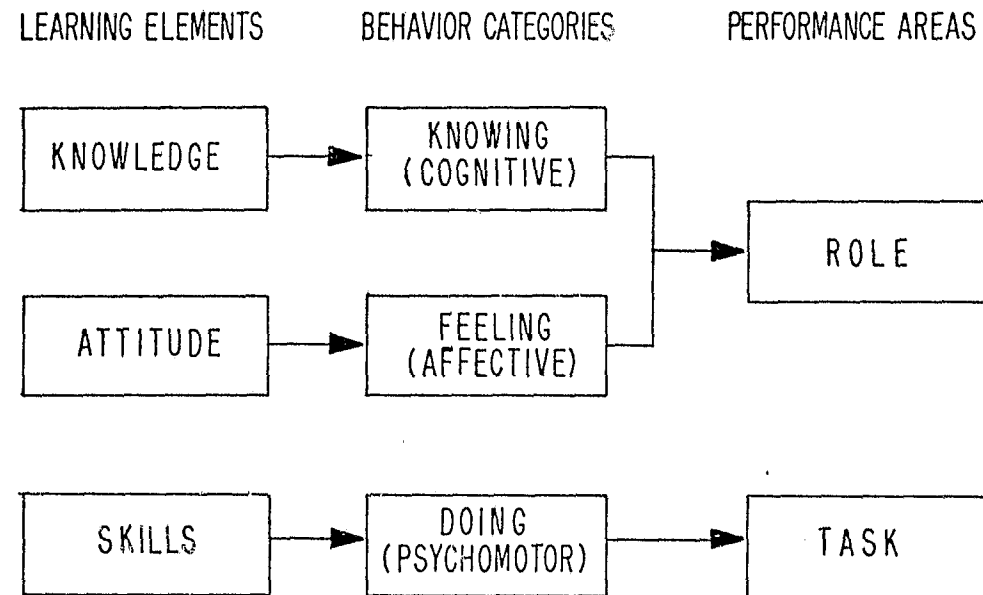 LEARNING ELEMENTS
BEHAVIOR CATEGORIES
PERFORMANCE AREAS
KNOWLEDGE
KNOWING
(COGNITIVE)
ROLE
ATTITUDE
FEELING
(AFFECTIVE)
SKILLS
DOING
(PSYCHOMOTOR)
TASK